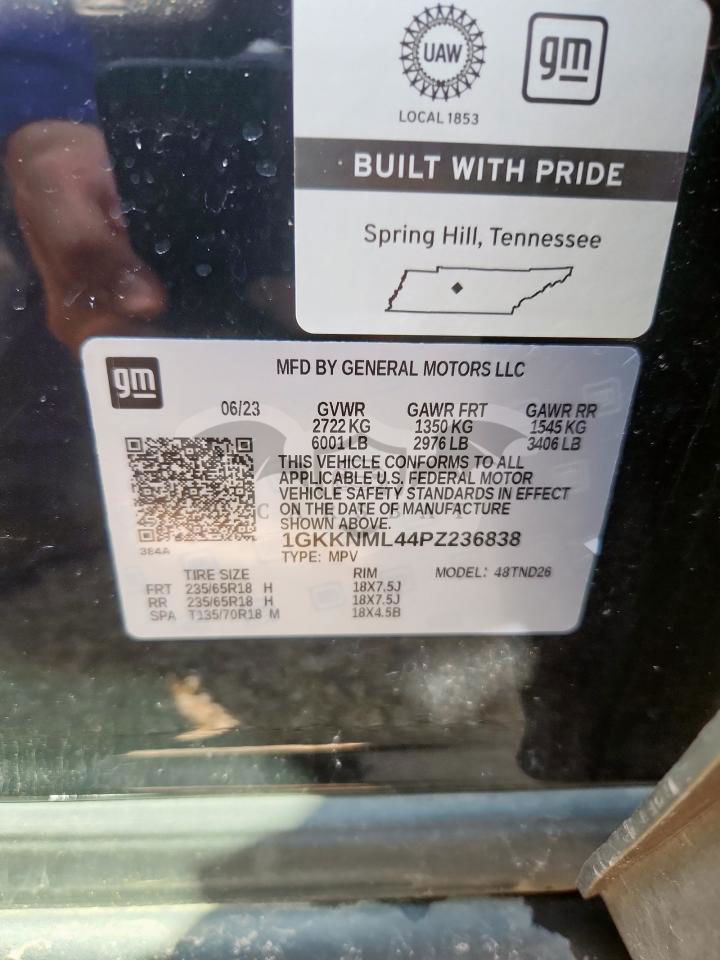 UAW
gm
LOCAL 1853
BUILT WITH PRIDE
Spring Hill, Tennessee
gm
MFD BY GENERAL MOTORS LLC
06/23 GVWR GAWR FRT GAWR RR
2722 KG 1350 KG 1545 KG
6001 LB 2976 LB 3406 LB
THIS VEHICLE CONFORMS TO ALL
APPLICABLE U.S. FEDERAL MOTOR
VEHICLE SAFETY STANDARDS IN EFFECT
ON THE DATE OF MANUFACTURE
SHOWN ABOVE.
384A
1GKKNML44PZ236838
TYPE: MPV
TIRE SIZE RIM MODEL: 48TND26
FRT 235/65R18 H 18X7.5J
RR 235/65R18 H 18X7.5J
SPA T135/70R18 M 18X4.5B